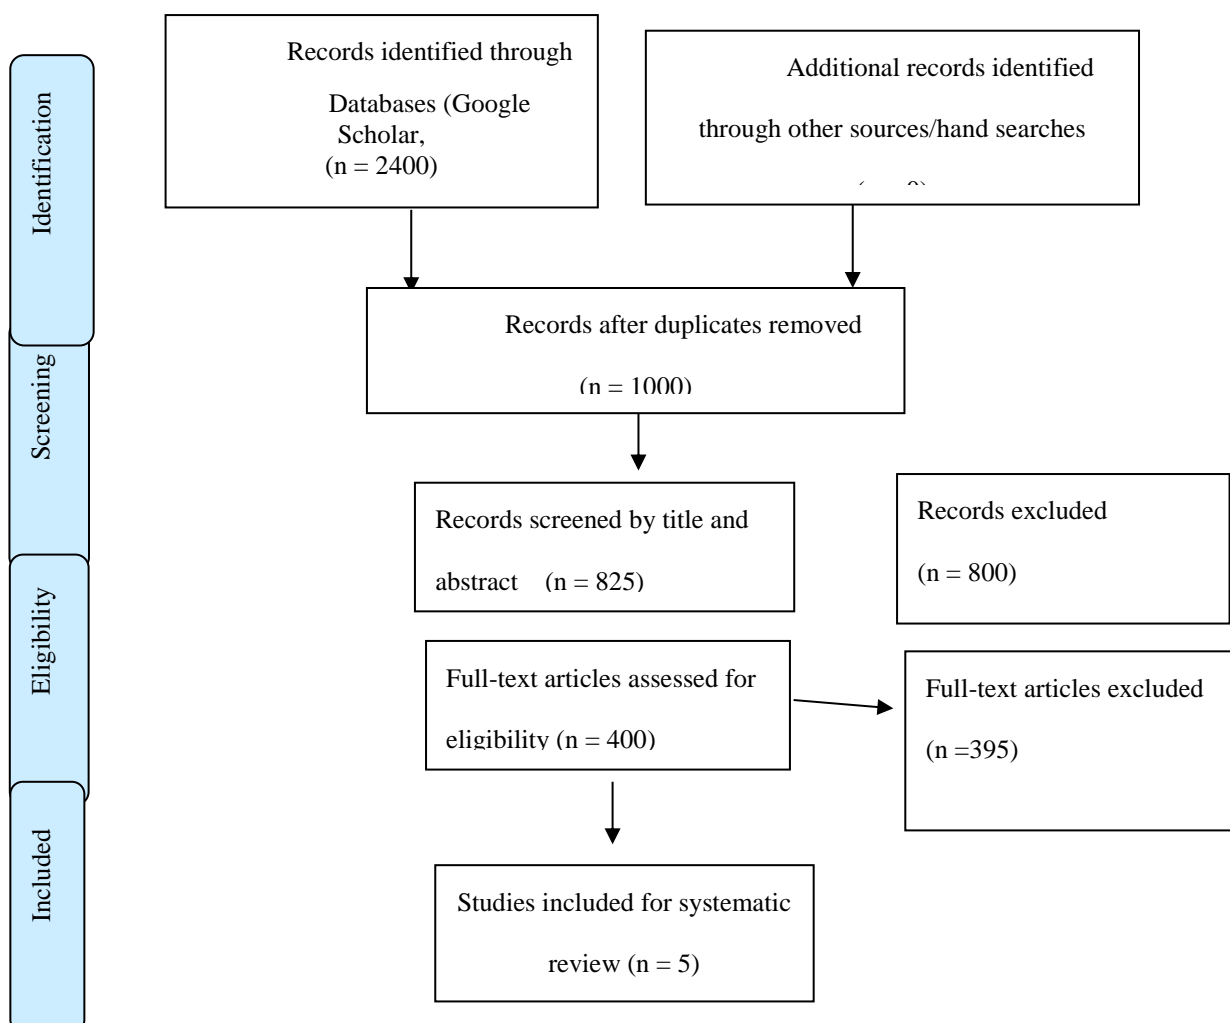 Identification
Records identified through
Databases (Google
Scholar,
(n = 2400)
Additional records identified
through other sources/hand searches
Records after duplicates removed
(n = 1000)
Screening
Records screened by title and
abstract (n = 825)
Records excluded
(n = 800)
Eligibility
Full-text articles assessed for
eligibility (n = 400)
Full-text articles excluded
(n =395)
Included
Studies included for systematic
review (n = 5)